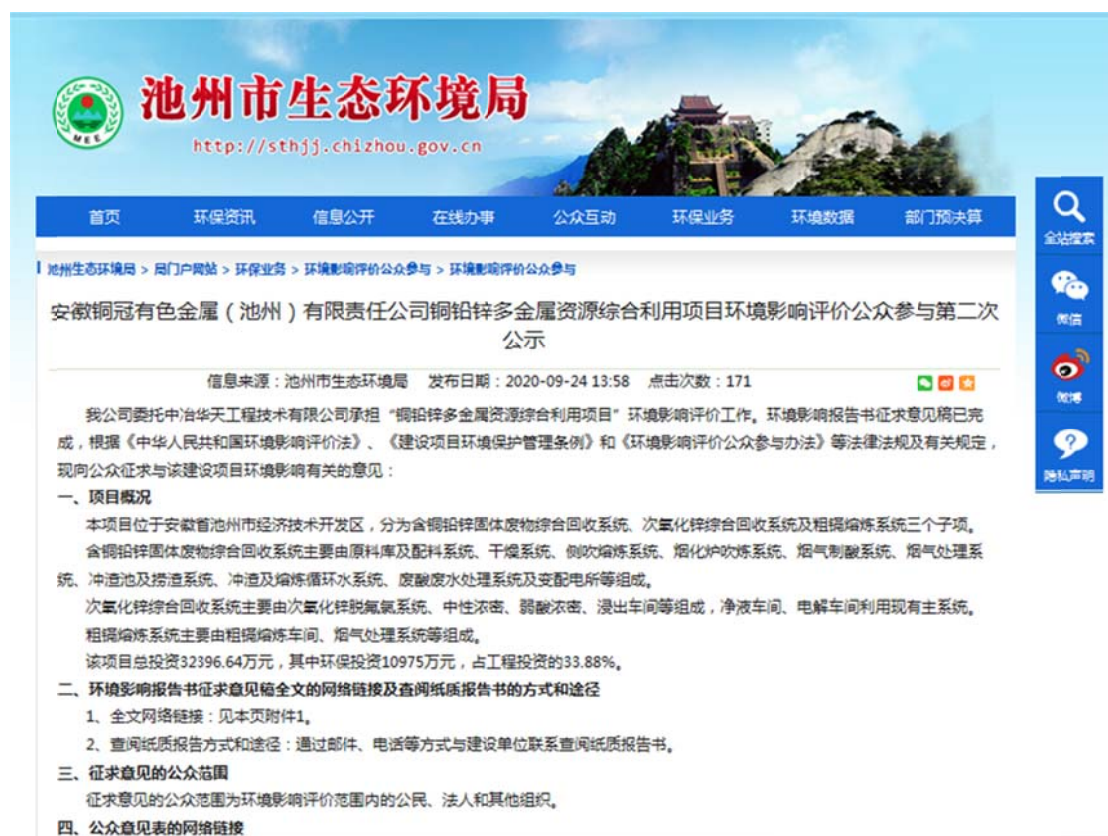 池州市生态环境局
MEE
http://sthjj.chizhou.gov.cn
首页 环保资讯 信息公开 在线办事 公众互动 环保业务 环境数据 部门预决算
全站搜索
微信
微博
隐私声明
池州生态环境局 > 局门户网站 > 环保业务 > 环境影响评价公众参与 > 环境影响评价公众参与
安徽铜冠有色金属（池州）有限责任公司铜铅锌多金属资源综合利用项目环境影响评价公众参与第二次
公示
信息来源：池州市生态环境局 发布日期：2020-09-24 13:58 点击次数：171
我公司委托中冶华天工程技术有限公司承担“铜铅锌多金属资源综合利用项目”环境影响评价工作。环境影响报告书征求意见稿已完
成，根据《中华人民共和国环境影响评价法》、《建设项目环境保护管理条例》和《环境影响评价公众参与办法》等法律法规及有关规定，
现向公众征求与该建设项目环境影响有关的意见：
一、项目概况
本项目位于安徽省池州市经济技术开发区，分为含铜铅锌固体废物综合回收系统、次氧化锌综合回收系统及粗镉熔炼系统三个子项。
含铜铅锌固体废物综合回收系统主要由原料库及配料系统、干燥系统、侧吹熔炼系统、烟化炉吹炼系统、烟气制酸系统、烟气处理系
统、冲渣池及捞渣系统、冲渣及熔炼循环水系统、废酸废水处理系统及变配电所等组成。
次氧化锌综合回收系统主要由次氧化锌脱氟氯系统、中性浓密、弱酸浓密、浸出车间等组成，净液车间、电解车间利用现有主系统。
粗镉熔炼系统主要由粗镉熔炼车间、烟气处理系统等组成。
该项目总投资32396.64万元，其中环保投资10975万元，占工程投资的33.88%。
二、环境影响报告书征求意见稿全文的网络链接及查阅纸质报告书的方式和途径
1、全文网络链接：见本页附件1。
2、查阅纸质报告方式和途径：通过邮件、电话等方式与建设单位联系查阅纸质报告书。
三、征求意见的公众范围
征求意见的公众范围为环境影响评价范围内的公民、法人和其他组织。
四、公众意见表的网络链接